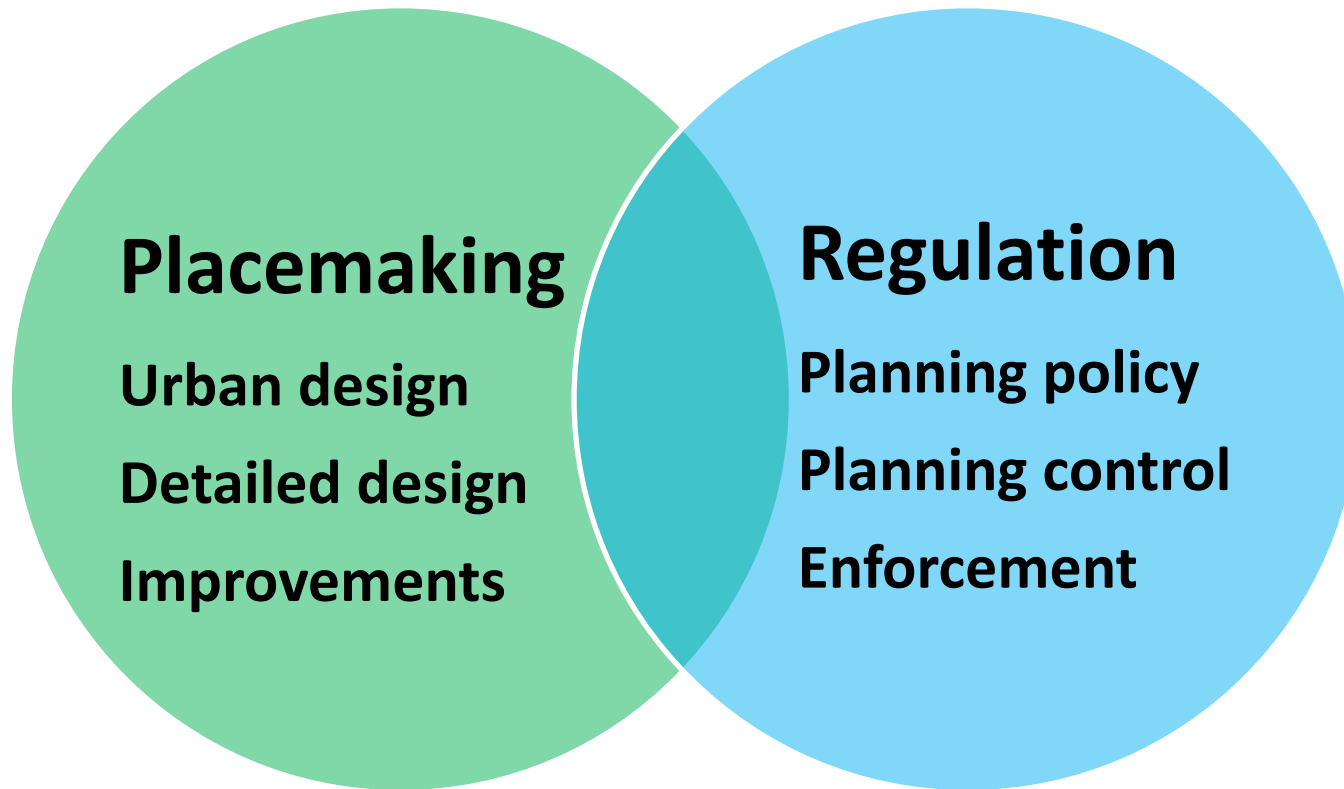 Placemaking
Urban design
Detailed design
Improvements
Regulation
Planning policy
Planning control
Enforcement